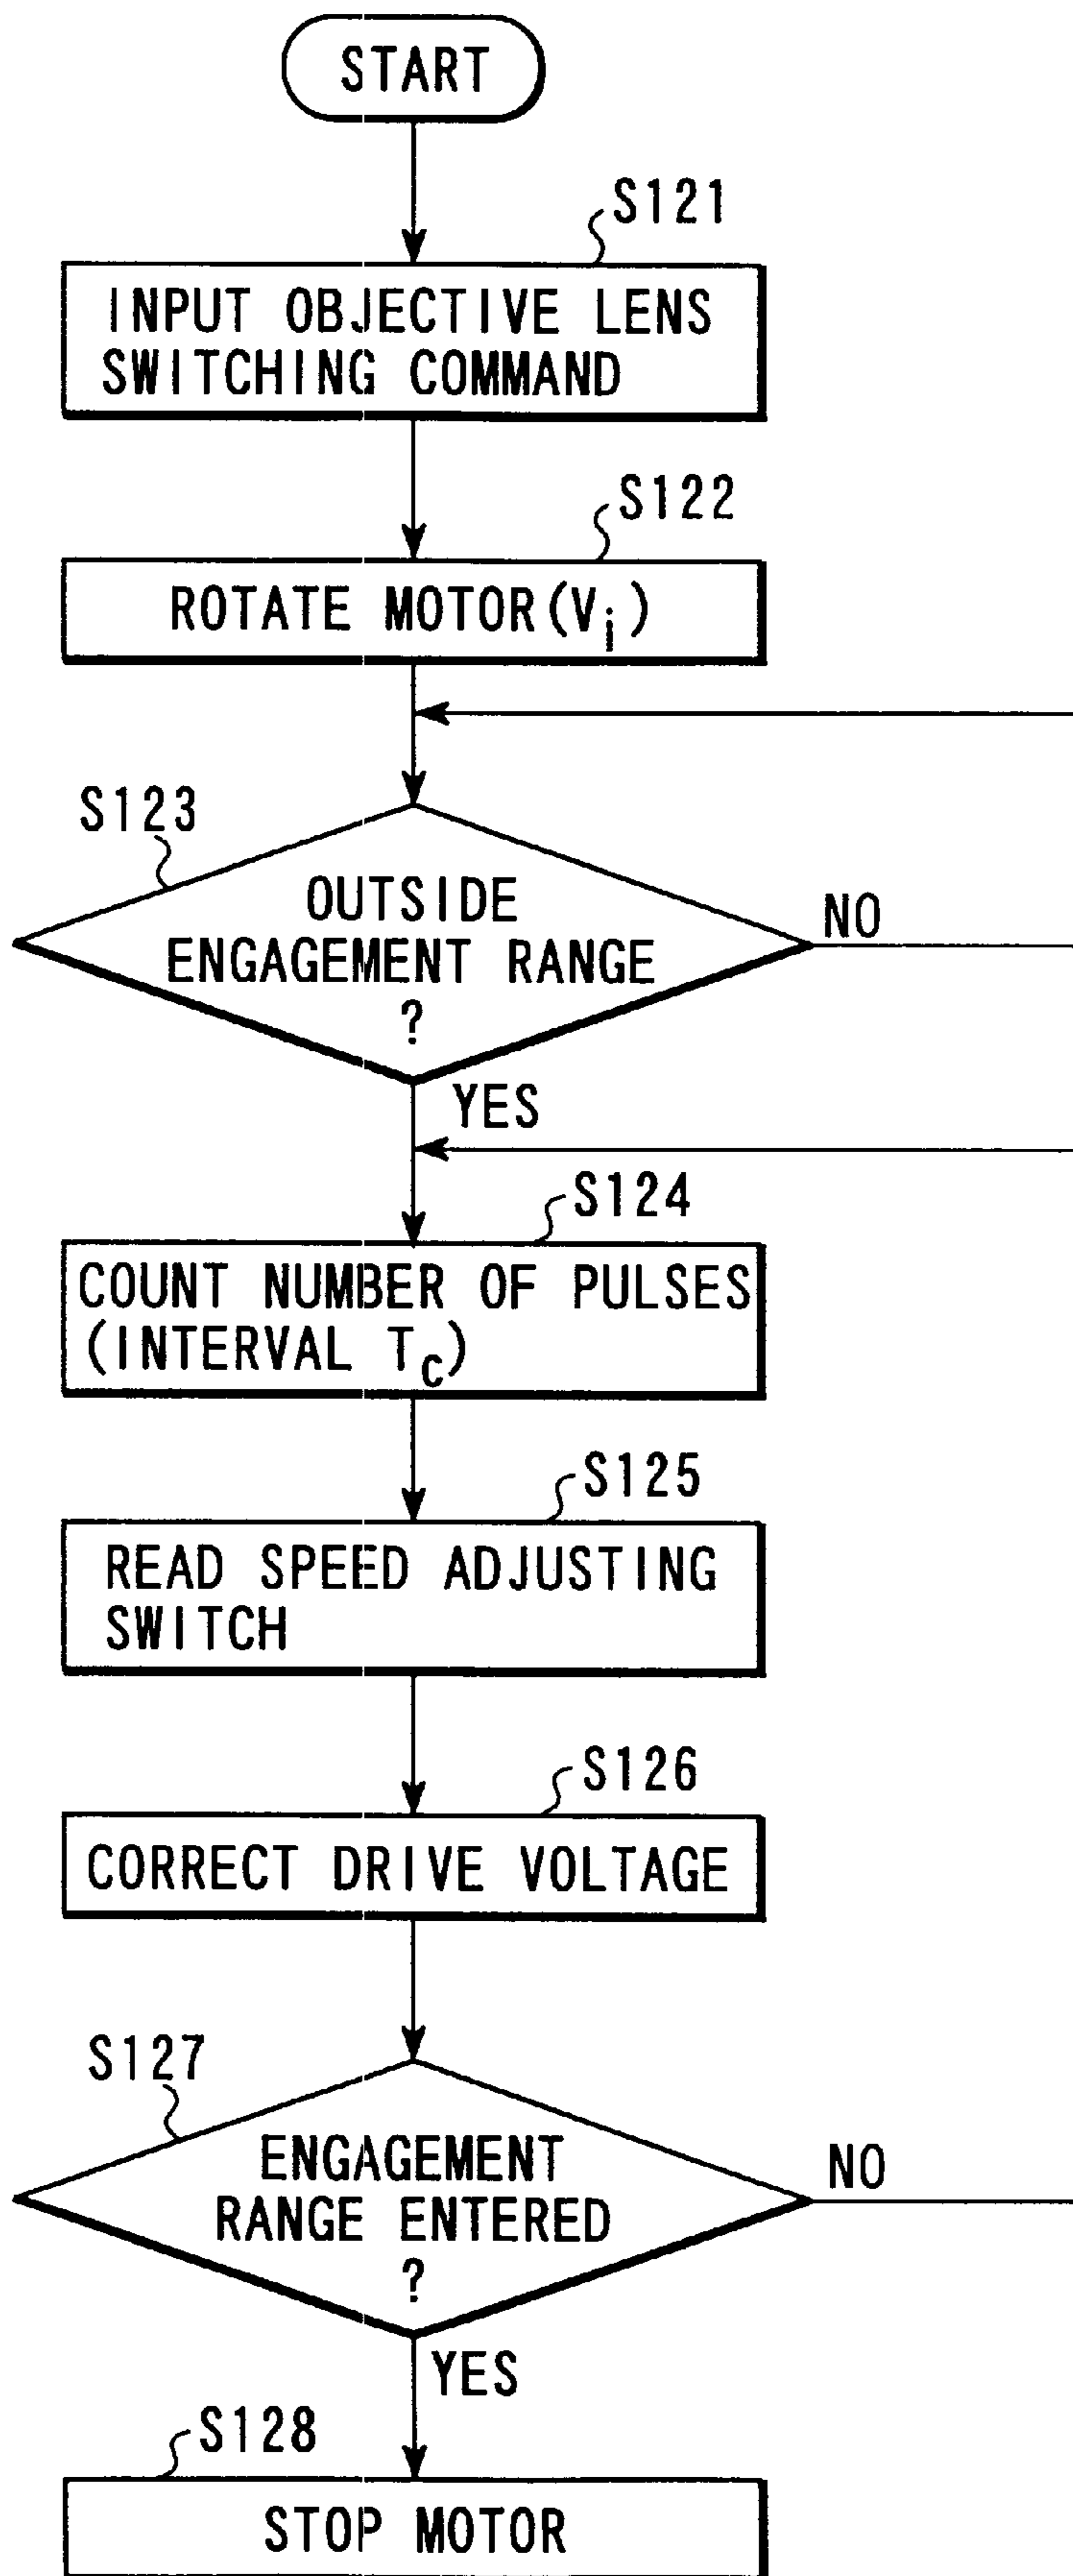 START
S121
INPUT OBJECTIVE LENS
SWITCHING COMMAND
S122
ROTATE MOTOR(Vi)
S123
OUTSIDE
ENGAGEMENT RANGE
?
NO
YES
S124
COUNT NUMBER OF PULSES
(INTERVAL TC)
S125
READ SPEED ADJUSTING
SWITCH
S126
CORRECT DRIVE VOLTAGE
S127
ENGAGEMENT
RANGE ENTERED
?
NO
YES
S128
STOP MOTOR